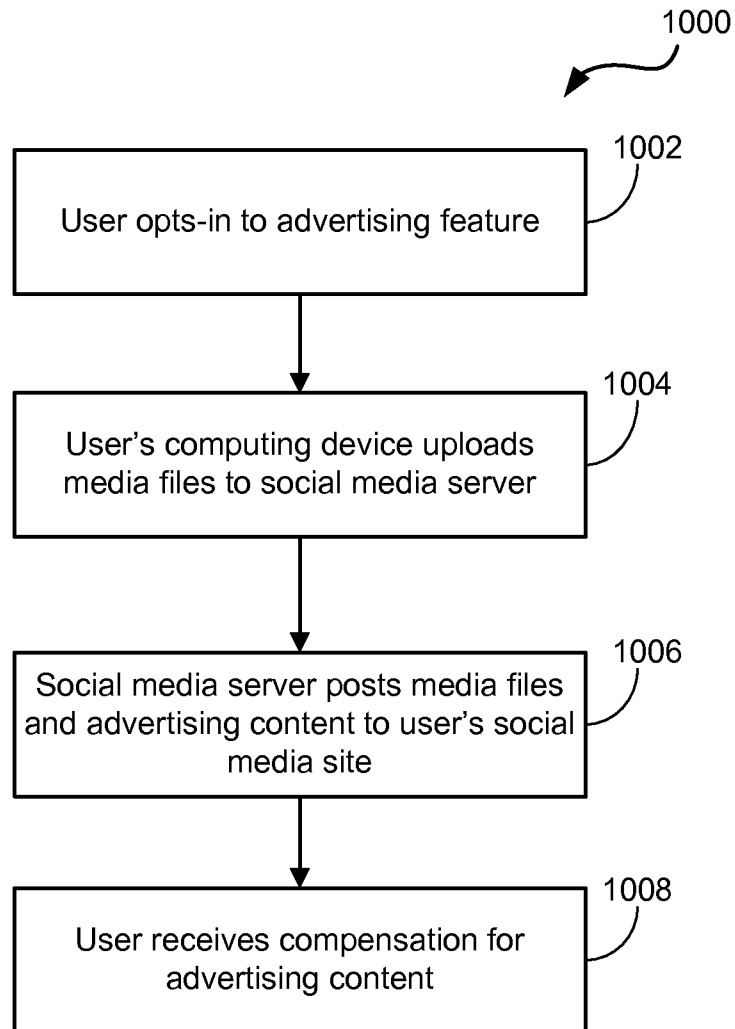 1000
1002
User opts-in to advertising feature
1004
User’s computing device uploads
media files to social media server
1006
Social media server posts media files
and advertising content to user’s social
media site
1008
User receives compensation for
advertising content